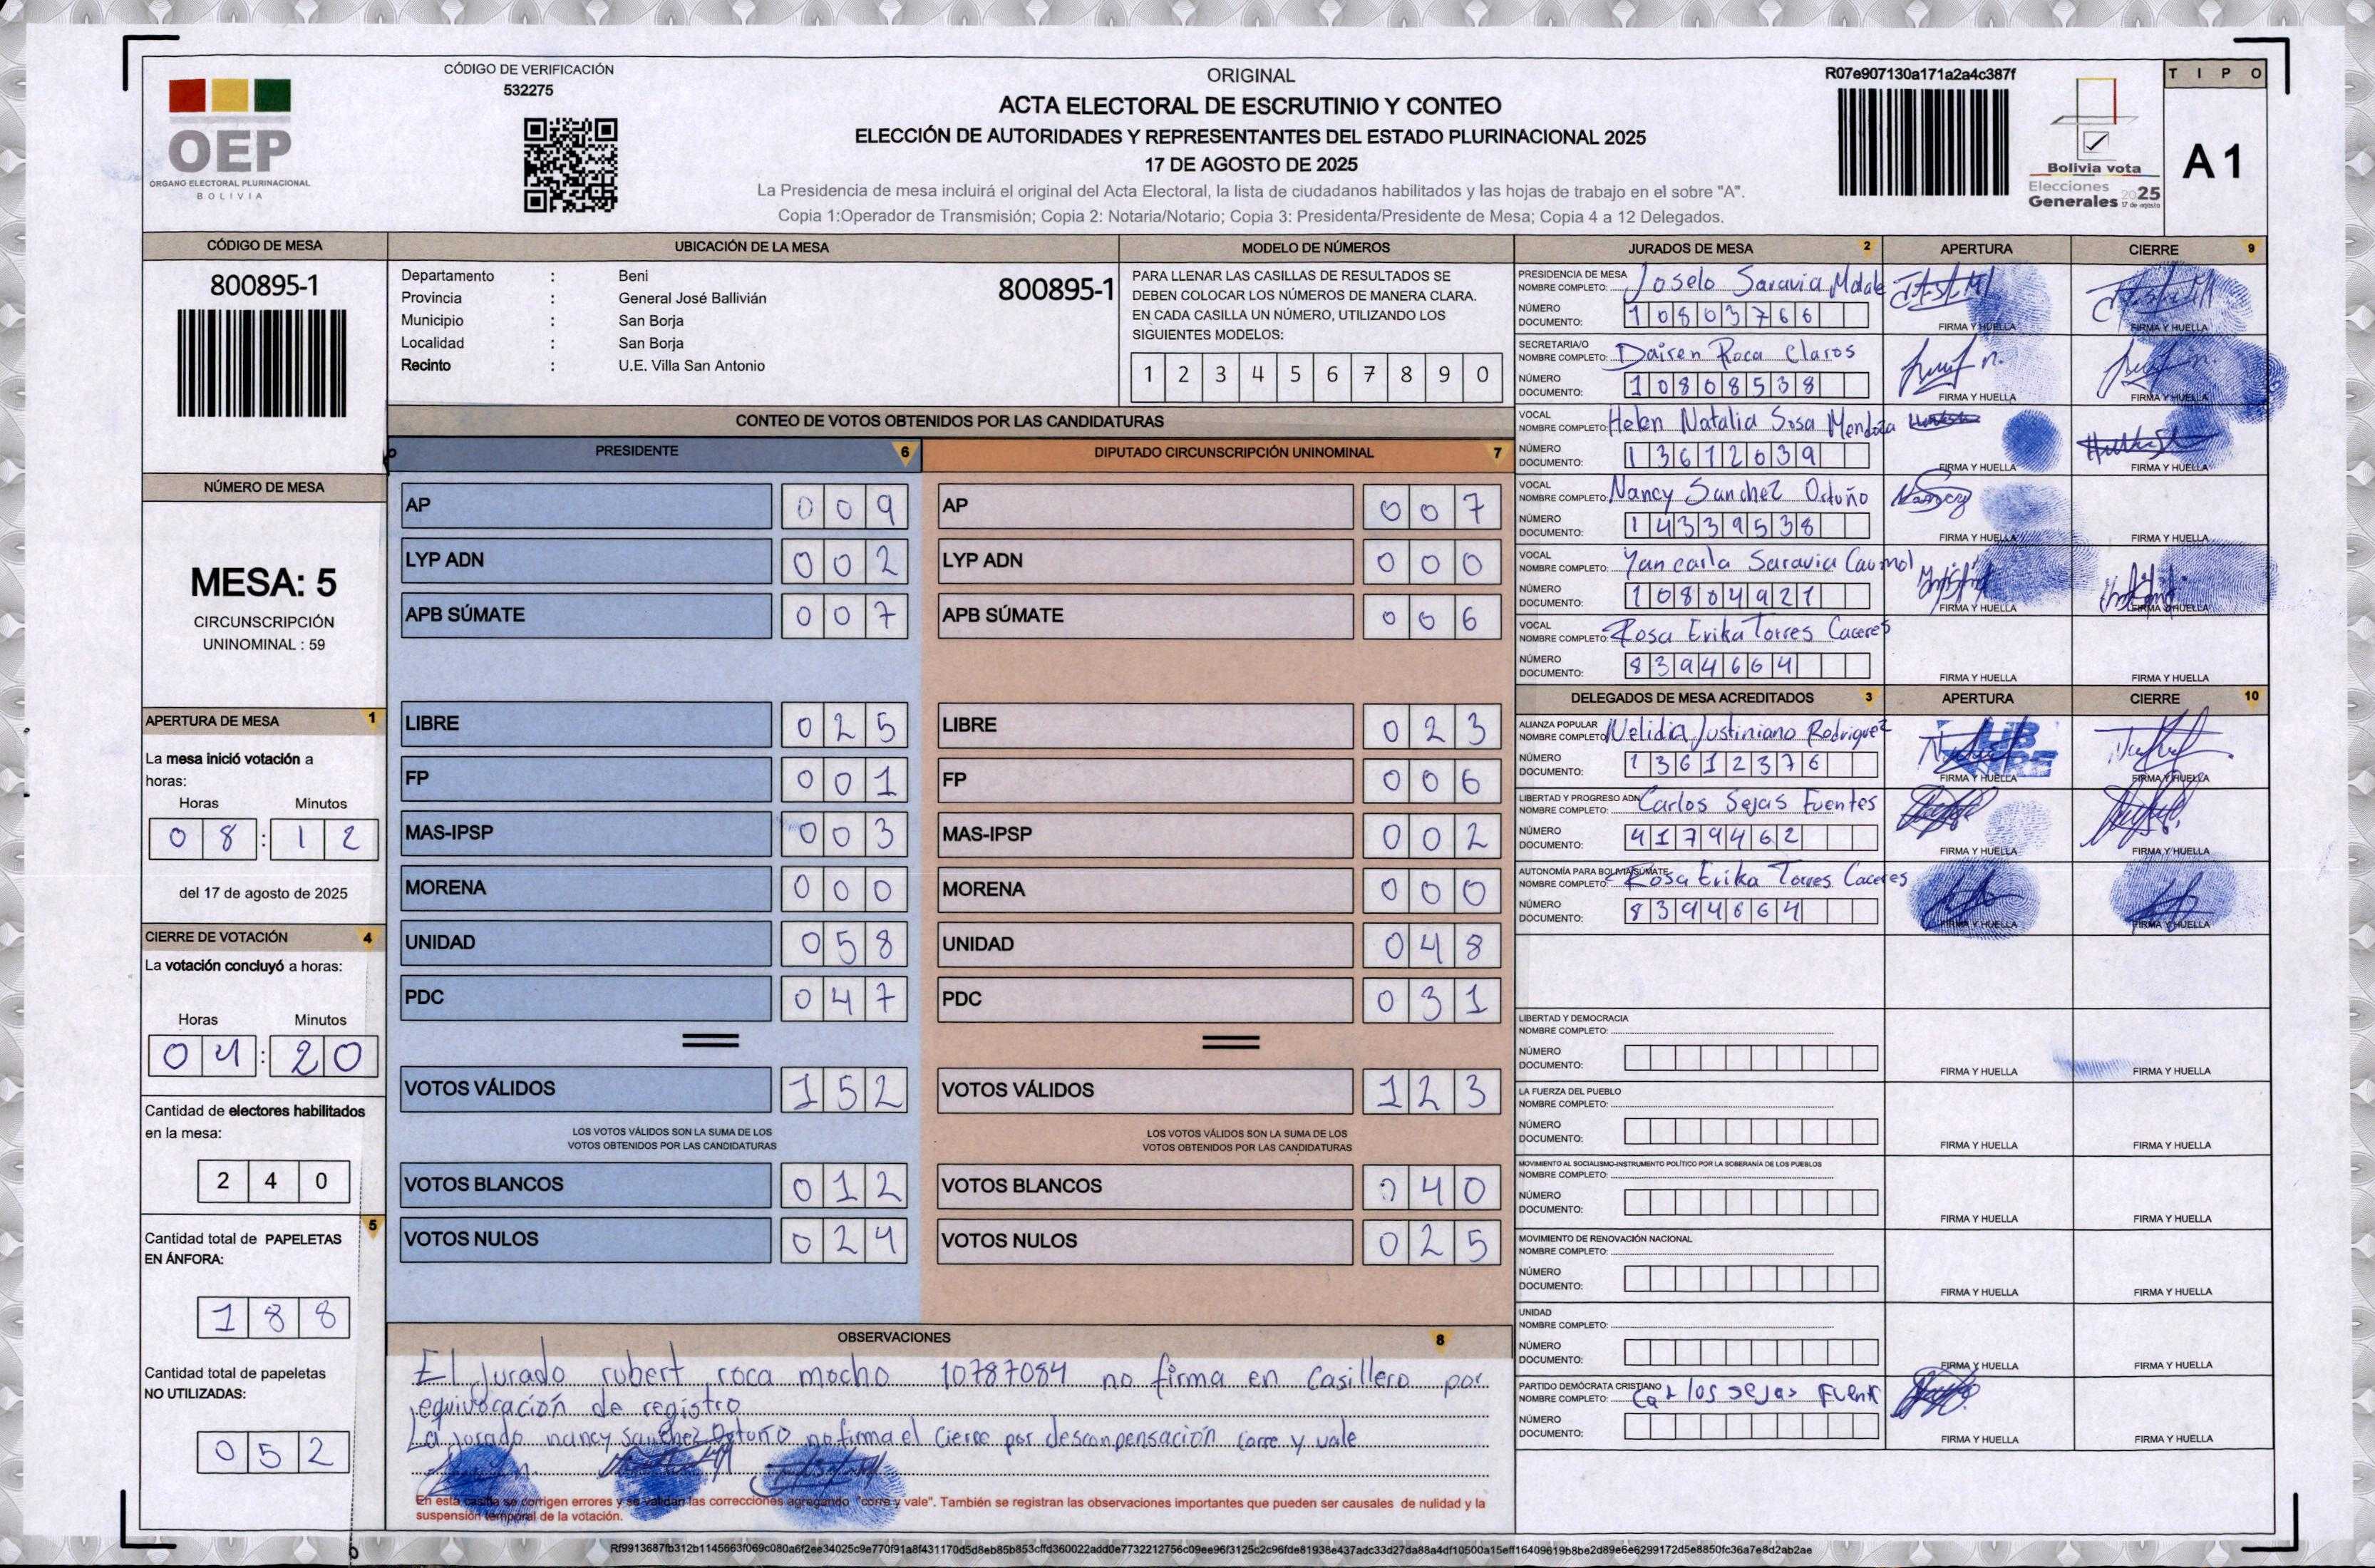 CÓDIGO DE VERIFICACIÓN
532275
OEP
ÓRGANO ELECTORAL PLURINACIONAL
BOLIVIA
ORIGINAL
ACTA ELECTORAL DE ESCRUTINIO Y CONTEO
ELECCIÓN DE AUTORIDADES Y REPRESENTANTES DEL ESTADO PLURINACIONAL 2025
17 DE AGOSTO DE 2025
La Presidencia de mesa incluirá el original del Acta Electoral, la lista de ciudadanos habilitados y las hojas de trabajo en el sobre "A".
Copia 1:Operador de Transmisión; Copia 2: Notaria/Notario; Copia 3: Presidenta/Presidente de Mesa; Copia 4 a 12 Delegados.
R07e907130a171a2a4c387f
Bolivia vota
Elecciones
Generales 2025
17 de agosto
TIPO
A 1
CÓDIGO DE MESA
800895-1
NÚMERO DE MESA
MESA: 5
CIRCUNSCRIPCIÓN
UNINOMINAL : 59
APERTURA DE MESA 1
La mesa inició votación a
horas:
Horas Minutos
08 : 12
del 17 de agosto de 2025
CIERRE DE VOTACIÓN 4
La votación concluyó a horas:
Horas Minutos
04 : 20
Cantidad de electores habilitados
en la mesa:
240
5
Cantidad total de PAPELETAS
EN ÁNFORA:
188
Cantidad total de papeletas
NO UTILIZADAS:
052
UBICACIÓN DE LA MESA
Departamento : Beni
Provincia : General José Ballivián
Municipio : San Borja
Localidad : San Borja
Recinto : U.E. Villa San Antonio
800895-1
MODELO DE NÚMEROS
PARA LLENAR LAS CASILLAS DE RESULTADOS SE
DEBEN COLOCAR LOS NÚMEROS DE MANERA CLARA.
EN CADA CASILLA UN NÚMERO, UTILIZANDO LOS
SIGUIENTES MODELOS:
1 2 3 4 5 6 7 8 9 0
CONTEO DE VOTOS OBTENIDOS POR LAS CANDIDATURAS
PRESIDENTE 6
AP 009
LYP ADN 002
APB SÚMATE 007
LIBRE 025
FP 001
MAS-IPSP 003
MORENA 000
UNIDAD 058
PDC 047
VOTOS VÁLIDOS 152
LOS VOTOS VÁLIDOS SON LA SUMA DE LOS
VOTOS OBTENIDOS POR LAS CANDIDATURAS
VOTOS BLANCOS 012
VOTOS NULOS 024
DIPUTADO CIRCUNSCRIPCIÓN UNINOMINAL 7
AP 007
LYP ADN 000
APB SÚMATE 006
LIBRE 023
FP 006
MAS-IPSP 002
MORENA 000
UNIDAD 048
PDC 031
VOTOS VÁLIDOS 123
LOS VOTOS VÁLIDOS SON LA SUMA DE LOS
VOTOS OBTENIDOS POR LAS CANDIDATURAS
VOTOS BLANCOS 040
VOTOS NULOS 025
OBSERVACIONES 8
El Jurado rubert roca mocho 10787084 no firma en Casillero por
equivocación de registro
La jurado nancy Sanchez Ortuño no firma el Cierre por descompensación corre y vale
En esta casilla se corrigen errores y se validan las correcciones agregando "corre y vale". También se registran las observaciones importantes que pueden ser causales de nulidad y la
suspensión temporal de la votación.
JURADOS DE MESA 2 APERTURA CIERRE 9
PRESIDENCIA DE MESA
NOMBRE COMPLETO: Joselo Saravia Matale
NÚMERO
DOCUMENTO: 10803766
FIRMA Y HUELLA FIRMA Y HUELLA
SECRETARIA/O
NOMBRE COMPLETO: Dairen Roca Claros
NÚMERO
DOCUMENTO: 10808538
FIRMA Y HUELLA FIRMA Y HUELLA
VOCAL
NOMBRE COMPLETO: Helen Natalia Sosa Mendoza
NÚMERO
DOCUMENTO: 13612639
FIRMA Y HUELLA FIRMA Y HUELLA
VOCAL
NOMBRE COMPLETO: Nancy Sanchez Ortuño Nancy
NÚMERO
DOCUMENTO: 14339538
FIRMA Y HUELLA FIRMA Y HUELLA
VOCAL
NOMBRE COMPLETO: Yancarla Saravia
NÚMERO
DOCUMENTO: 10804921
FIRMA Y HUELLA FIRMA Y HUELLA
VOCAL
NOMBRE COMPLETO: Rosa Erika Torres Caceres
NÚMERO
DOCUMENTO: 8394664
FIRMA Y HUELLA FIRMA Y HUELLA
DELEGADOS DE MESA ACREDITADOS 3 APERTURA CIERRE 10
ALIANZA POPULAR
NOMBRE COMPLETO: Nelidia Justiniano Rodriguez
NÚMERO
DOCUMENTO: 13612376
LIBRE
FIRMA Y HUELLA FIRMA Y HUELLA
LIBERTAD Y PROGRESO ADN
NOMBRE COMPLETO: Carlos Sejas Fuentes
NÚMERO
DOCUMENTO: 4179462
FIRMA Y HUELLA FIRMA Y HUELLA
AUTONOMÍA PARA BOLIVIA SÚMATE
NOMBRE COMPLETO: Rosa Erika Torres Caceres
NÚMERO
DOCUMENTO: 8394664
FIRMA Y HUELLA FIRMA Y HUELLA
LIBERTAD Y DEMOCRACIA
NOMBRE COMPLETO:
NÚMERO
DOCUMENTO:
FIRMA Y HUELLA FIRMA Y HUELLA
LA FUERZA DEL PUEBLO
NOMBRE COMPLETO:
NÚMERO
DOCUMENTO:
FIRMA Y HUELLA FIRMA Y HUELLA
MOVIMIENTO AL SOCIALISMO-INSTRUMENTO POLÍTICO POR LA SOBERANÍA DE LOS PUEBLOS
NOMBRE COMPLETO:
NÚMERO
DOCUMENTO:
FIRMA Y HUELLA FIRMA Y HUELLA
MOVIMIENTO DE RENOVACIÓN NACIONAL
NOMBRE COMPLETO:
NÚMERO
DOCUMENTO:
FIRMA Y HUELLA FIRMA Y HUELLA
UNIDAD
NOMBRE COMPLETO:
NÚMERO
DOCUMENTO:
FIRMA Y HUELLA FIRMA Y HUELLA
PARTIDO DEMÓCRATA CRISTIANO
NOMBRE COMPLETO: Carlos sejas Fuent
NÚMERO
DOCUMENTO:
FIRMA Y HUELLA FIRMA Y HUELLA